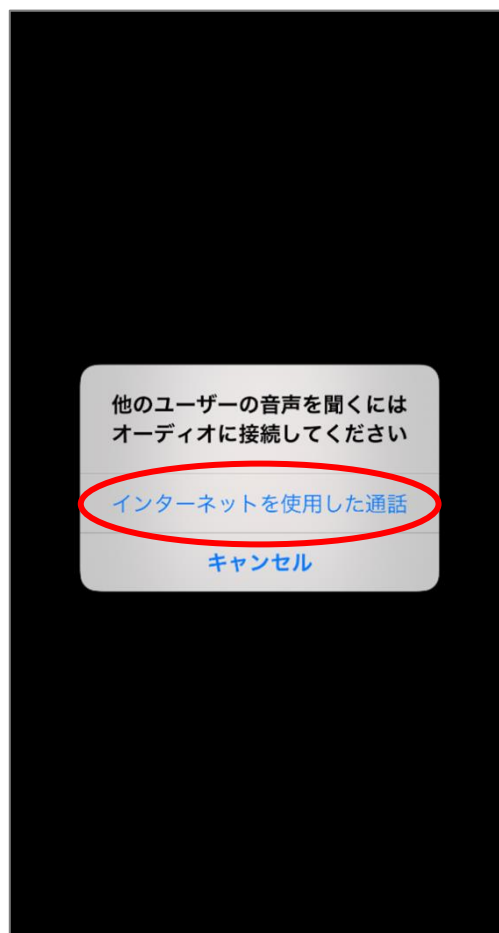 他のユーザーの音声を聞くには
オーディオに接続してください
インターネットを使用した通話
キャンセル